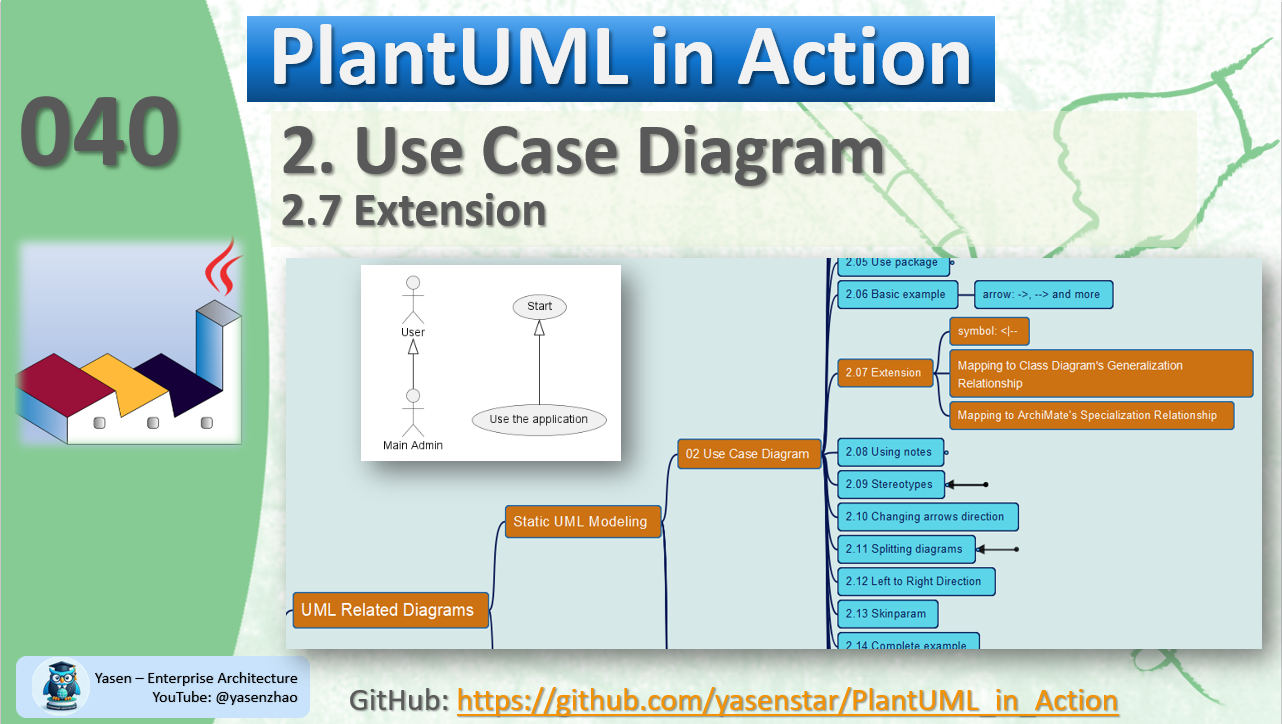 PlantUML in Action
040
2. Use Case Diagram
2.7 Extension
User
Main Admin
Start
Use the application
2.05 Use package
2.06 Basic example
arrow: ->, --> and more
2.07 Extension
symbol: <|--
Mapping to Class Diagram's Generalization
Relationship
Mapping to ArchiMate's Specialization Relationship
02 Use Case Diagram
2.08 Using notes
2.09 Stereotypes
2.10 Changing arrows direction
2.11 Splitting diagrams
2.12 Left to Right Direction
2.13 Skinparam
2.14 Complete example
Static UML Modeling
UML Related Diagrams
Yasen – Enterprise Architecture
YouTube: @yasenzhao
GitHub: https://github.com/yasenstar/PlantUML_in_Action